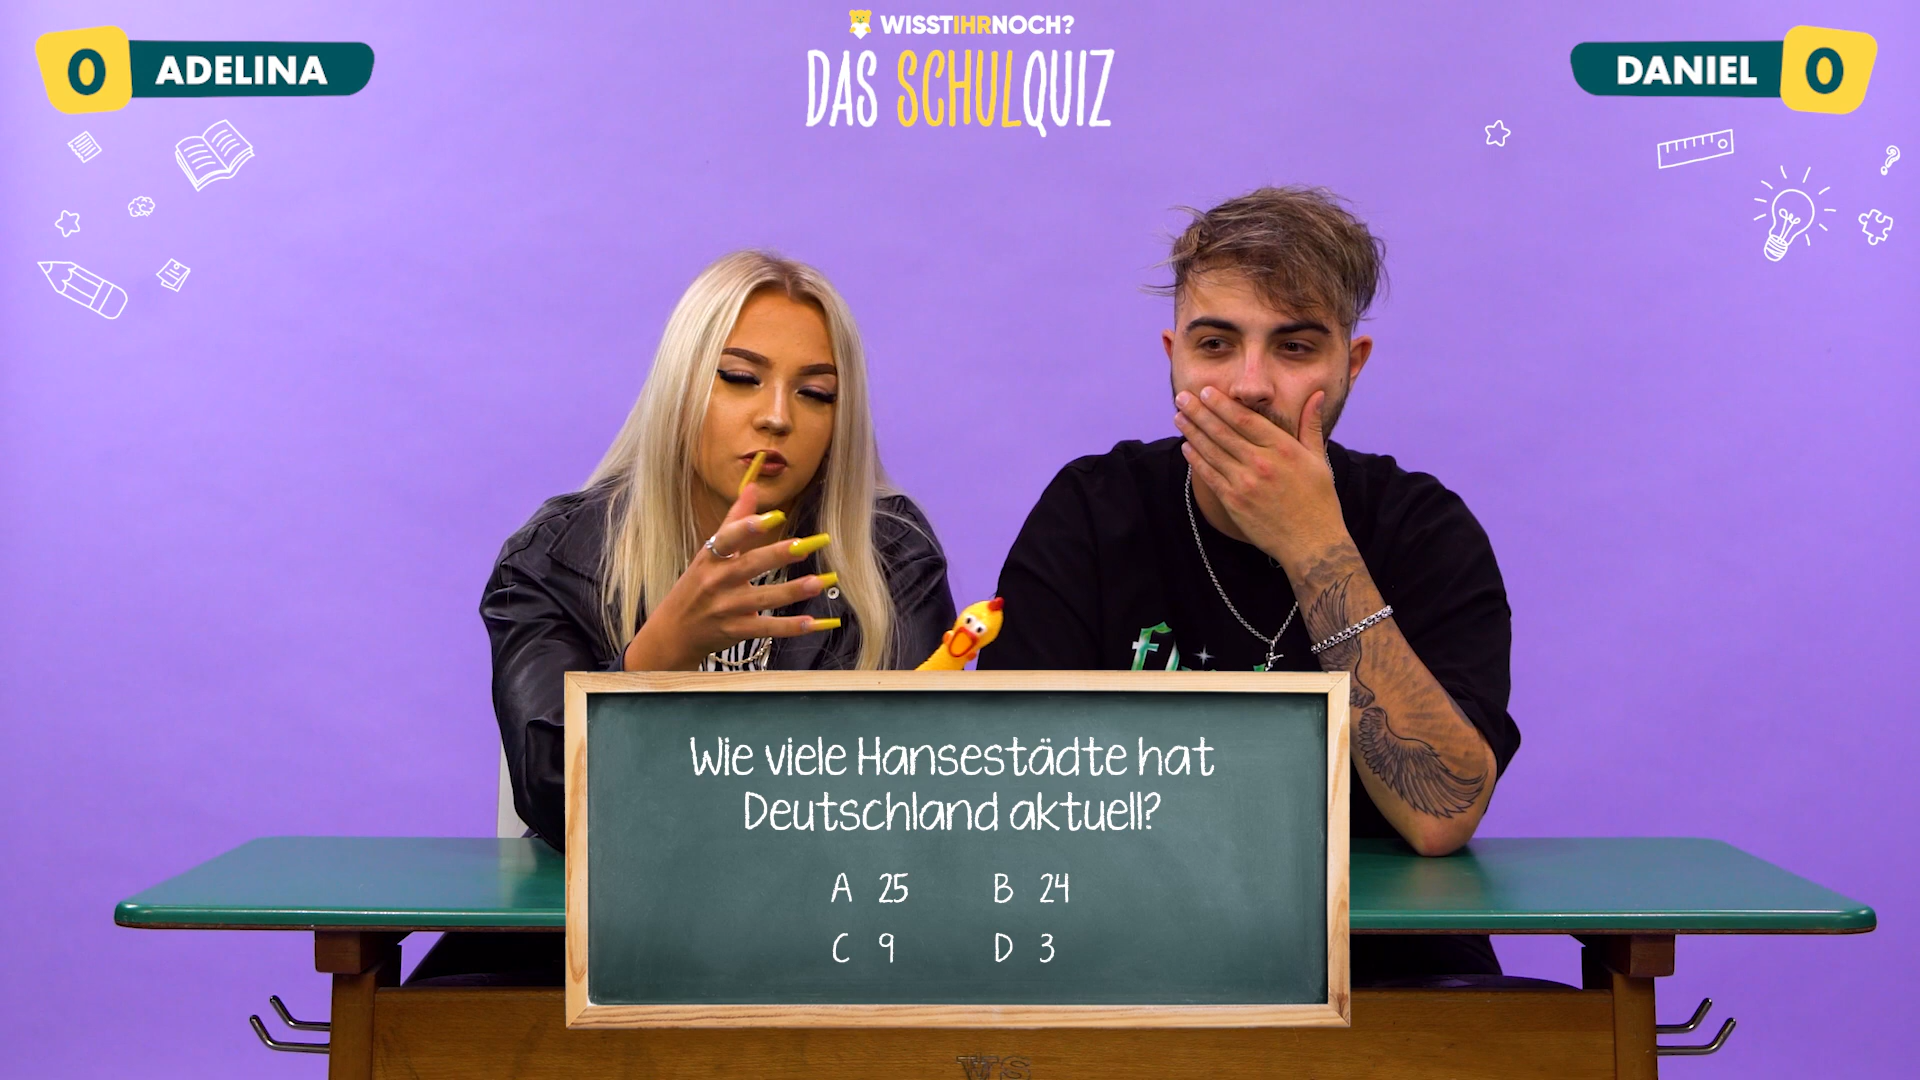 WISSTIHRNOCH?
DAS SCHULQUIZ
0 ADELINA
DANIEL 0
Wie viele Hansestädte hat
Deutschland aktuell?
A 25 B 24
C 9 D 3